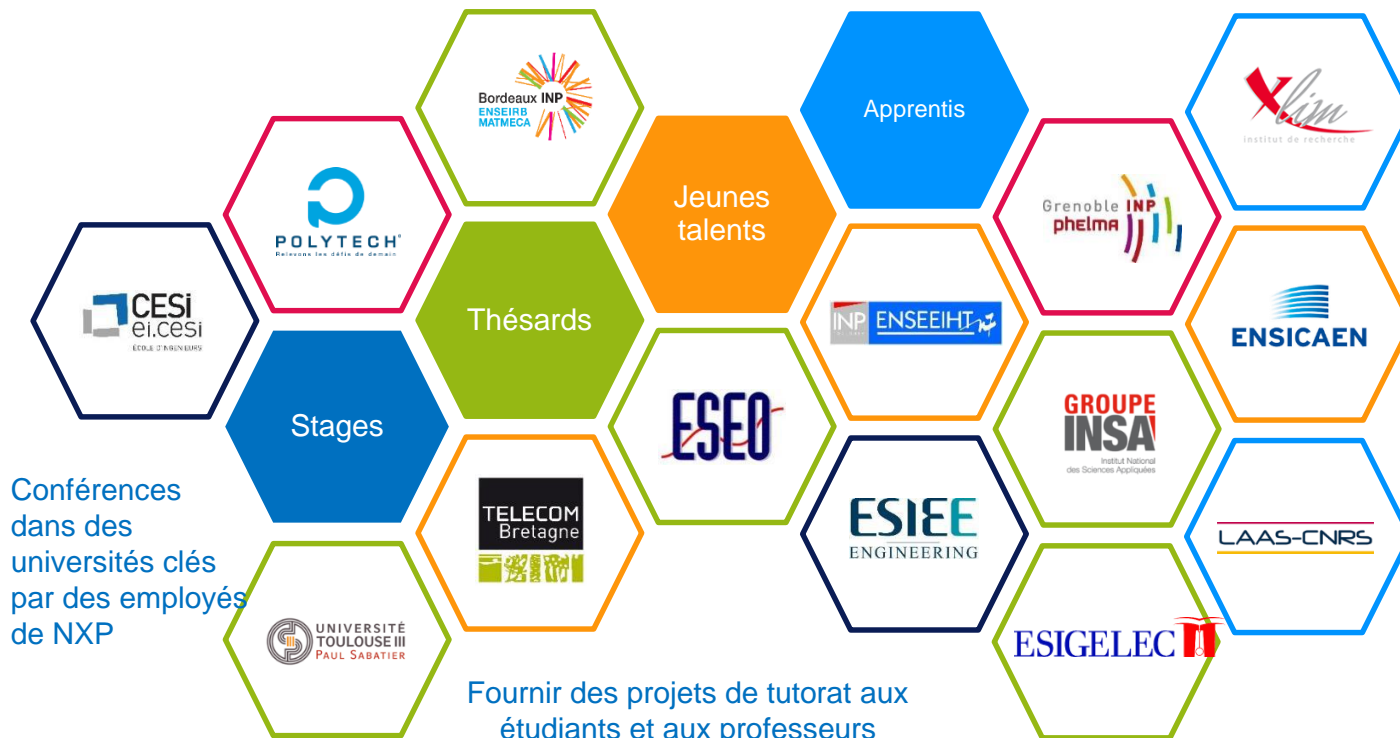 Bordeaux INP
ENSEIRB
MATMECA
Apprentis
Xlim
institut de recherche
POLYTECH®
Relevons les défis de demain
Jeunes
talents
Grenoble INP
phelma
CESi
ei.cesi
ÉCOLE D'INGÉNIEURS
Thésards
INP ENSEEIHT
ENSICAEN
Stages
ESEO
GROUPE
INSA
Institut National
des Sciences Appliquées
Conférences
dans des
universités clés
par des employés
de NXP
TELECOM
Bretagne
ESIEE
ENGINEERING
LAAS-CNRS
UNIVERSITÉ
TOULOUSE III
PAUL SABATIER
ESIGELEC
Fournir des projets de tutorat aux
étudiants et aux professeurs